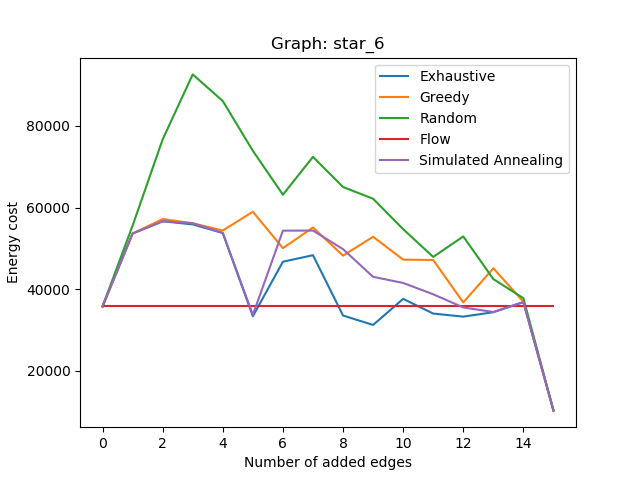 Graph: star_6
Exhaustive
Greedy
Random
Flow
Simulated Annealing
Energy cost
80000
60000
40000
20000
0 2 4 6 8 10 12 14
Number of added edges